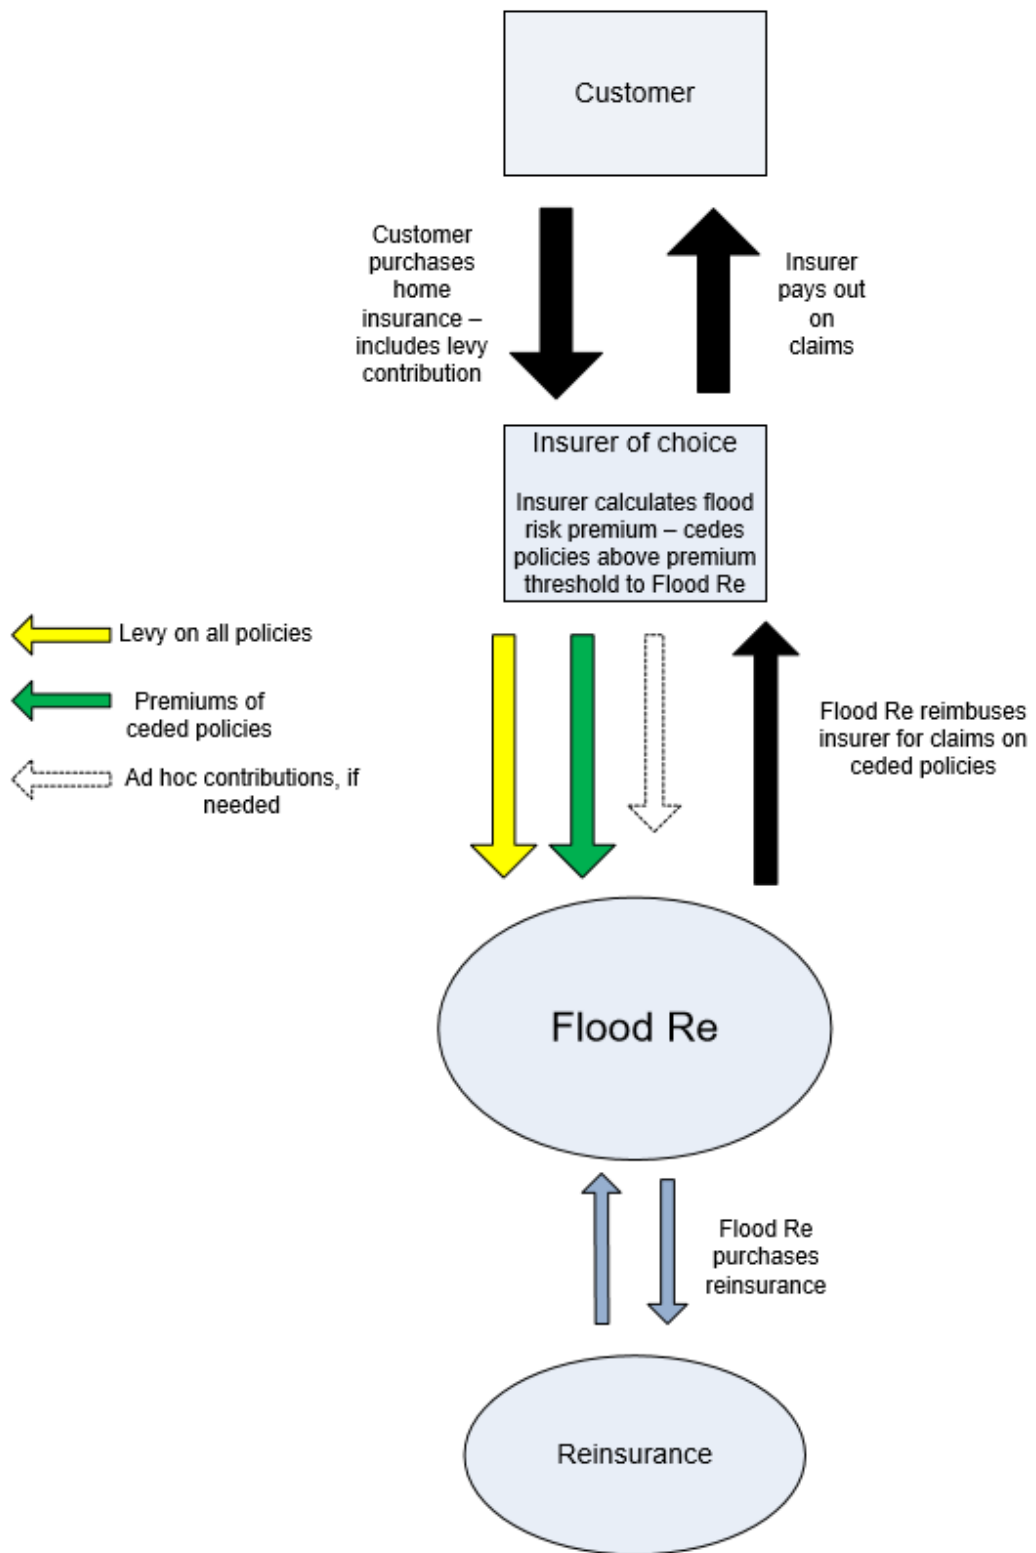 Customer
Customer
purchases
home
insurance –
includes levy
contribution
Insurer
pays out
on
claims
Insurer of choice
Insurer calculates flood
risk premium – cedes
policies above premium
threshold to Flood Re
Levy on all policies
Premiums of
ceded policies
Ad hoc contributions, if
needed
Flood Re reimbuses
insurer for claims on
ceded policies
Flood Re
Flood Re
purchases
reinsurance
Reinsurance